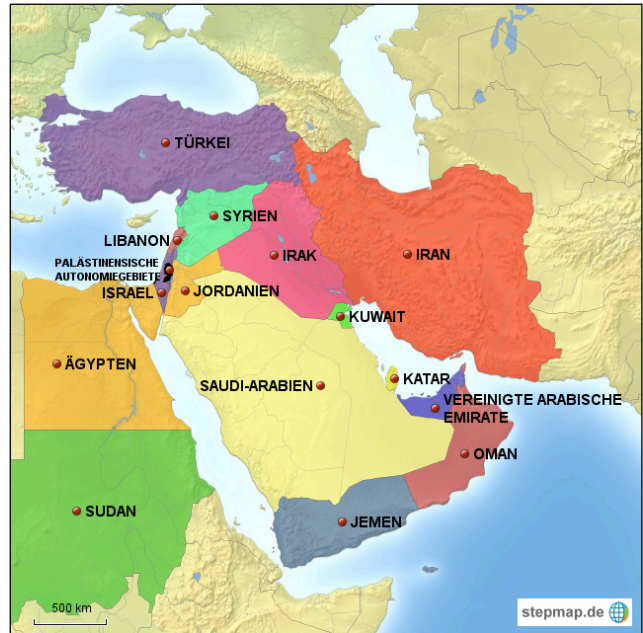 TÜRKEI
SYRIEN
LIBANON
IRAK
IRAN
PALÄSTINENSISCHE
AUTONOMIEGEBIETE
ISRAEL
JORDANIEN
KUWAIT
ÄGYPTEN
SAUDI-ARABIEN
KATAR
VEREINIGTE ARABISCHE
EMIRATE
OMAN
SUDAN
JEMEN
500 km
stepmap.de